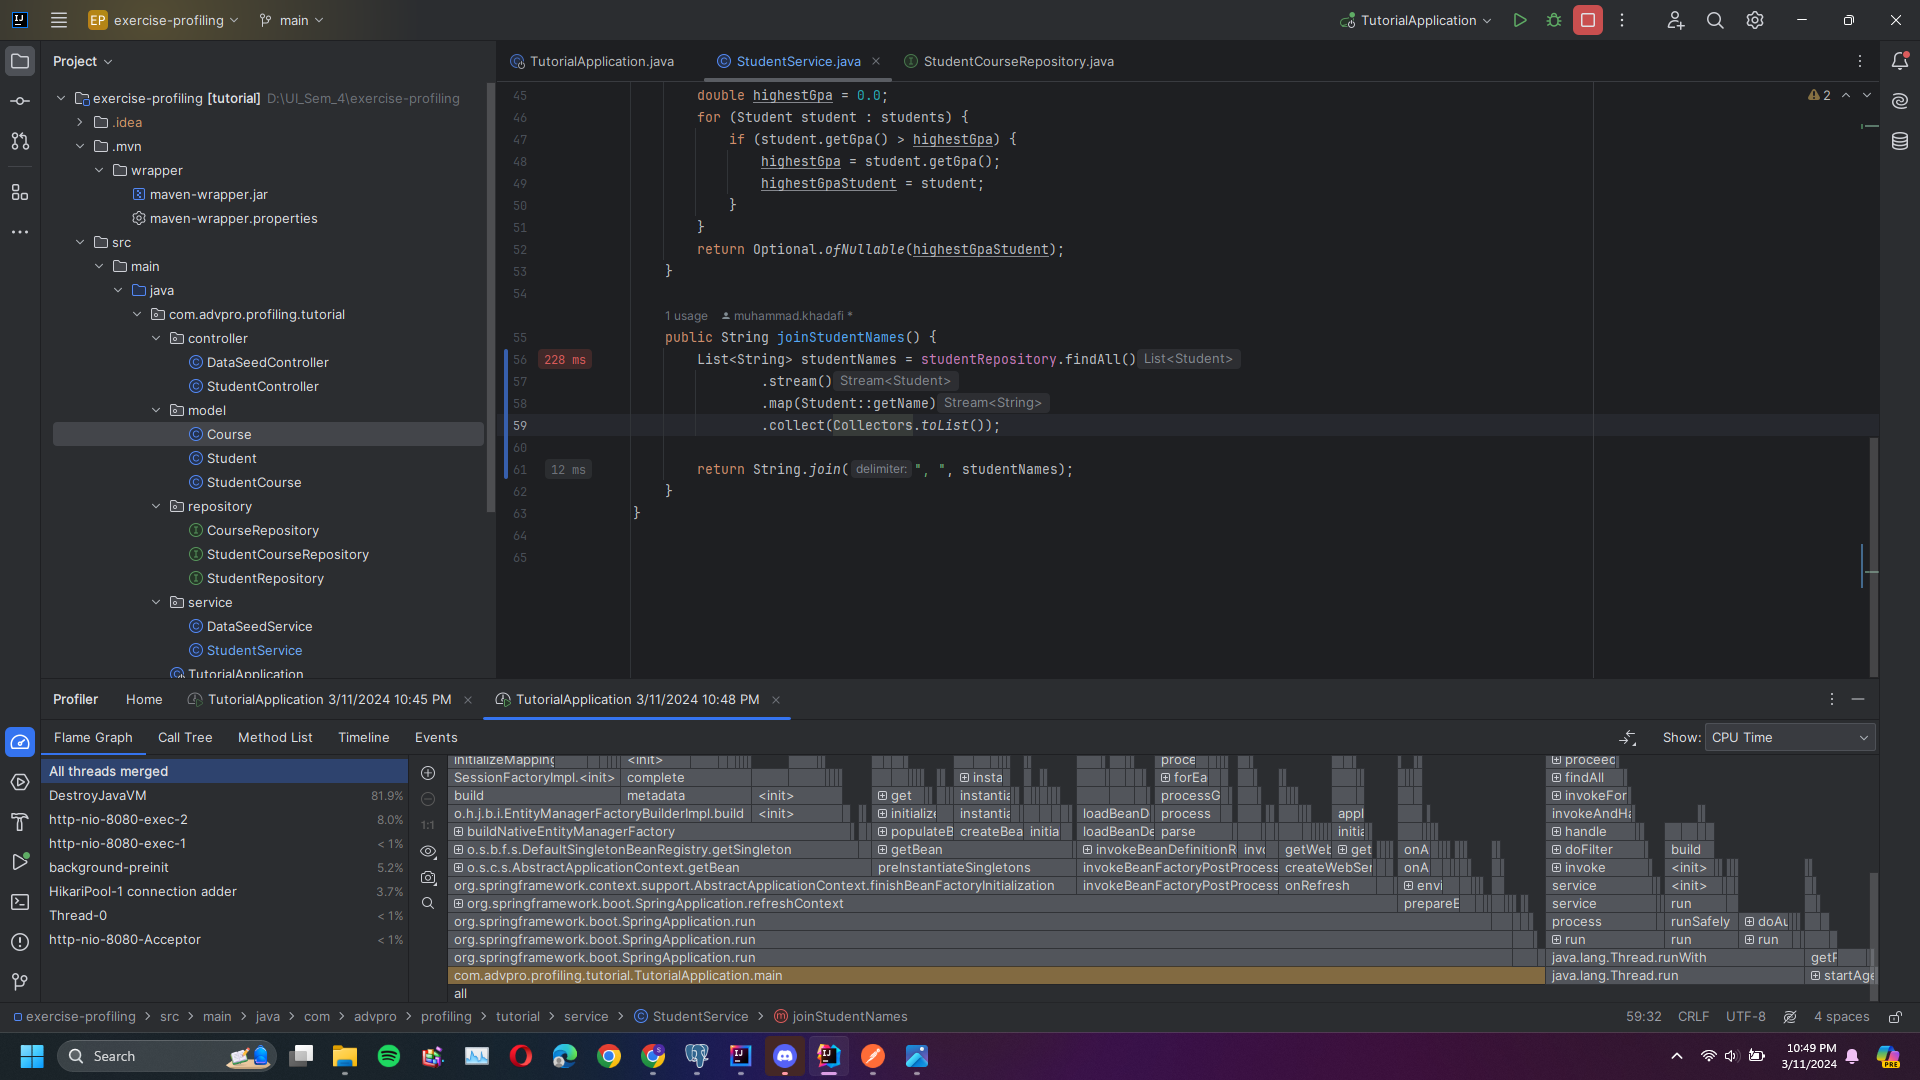 EP exercise-profiling main TutorialApplication
Project
exercise-profiling [tutorial] D:\UI_Sem_4\exercise-profiling
.idea
.mvn
wrapper
maven-wrapper.jar
maven-wrapper.properties
src
main
java
com.advpro.profiling.tutorial
controller
DataSeedController
StudentController
model
Course
Student
StudentCourse
repository
CourseRepository
StudentCourseRepository
StudentRepository
service
DataSeedService
StudentService
TutorialApplication
TutorialApplication.java StudentService.java StudentCourseRepository.java
2
45 double highestGpa = 0.0;
46 for (Student student : students) {
47 if (student.getGpa() > highestGpa) {
48 highestGpa = student.getGpa();
49 highestGpaStudent = student;
50 }
51 }
52 return Optional.ofNullable(highestGpaStudent);
53 }
54
1 usage muhammad.khadafi *
55 public String joinStudentNames() {
56 228 ms List<String> studentNames = studentRepository.findAll() List<Student>
57 .stream() Stream<Student>
58 .map(Student::getName) Stream<String>
59 .collect(Collectors.toList());
60
61 12 ms return String.join( delimiter: ", ", studentNames);
62 }
63 }
64
65
Profiler Home TutorialApplication 3/11/2024 10:45 PM TutorialApplication 3/11/2024 10:48 PM
Flame Graph Call Tree Method List Timeline Events Show: CPU Time
All threads merged
DestroyJavaVM 81.9%
http-nio-8080-exec-2 8.0%
http-nio-8080-exec-1 < 1%
background-preinit 5.2%
HikariPool-1 connection adder 3.7%
Thread-0 < 1%
http-nio-8080-Acceptor < 1%
1:1
initializeMapping <init> proce proceed
SessionFactoryImpl.<init> complete insta forEa findAll
build metadata <init> get instantia processG invokeFor
o.h.j.b.i.EntityManagerFactoryBuilderImpl.build <init> initialize instantia loadBeanD process appl invokeAndHa
buildNativeEntityManagerFactory populateB createBea initia loadBeanDe parse initia handle
o.s.b.f.s.DefaultSingletonBeanRegistry.getSingleton getBean invokeBeanDefinitionR invo getWeb get onA doFilter build
o.s.c.s.AbstractApplicationContext.getBean preInstantiateSingletons invokeBeanFactoryPostProcess createWebSer onA invoke <init>
org.springframework.context.support.AbstractApplicationContext.finishBeanFactoryInitialization invokeBeanFactoryPostProcess onRefresh envi service <init>
org.springframework.boot.SpringApplication.refreshContext prepareE service run
org.springframework.boot.SpringApplication.run process runSafely doAu
org.springframework.boot.SpringApplication.run run run run
org.springframework.boot.SpringApplication.run java.lang.Thread.runWith getF
com.advpro.profiling.tutorial.TutorialApplication.main java.lang.Thread.run startAge
all
exercise-profiling > src > main > java > com > advpro > profiling > tutorial > service > StudentService > joinStudentNames 59:32 CRLF UTF-8 4 spaces
Search 10:49 PM
3/11/2024